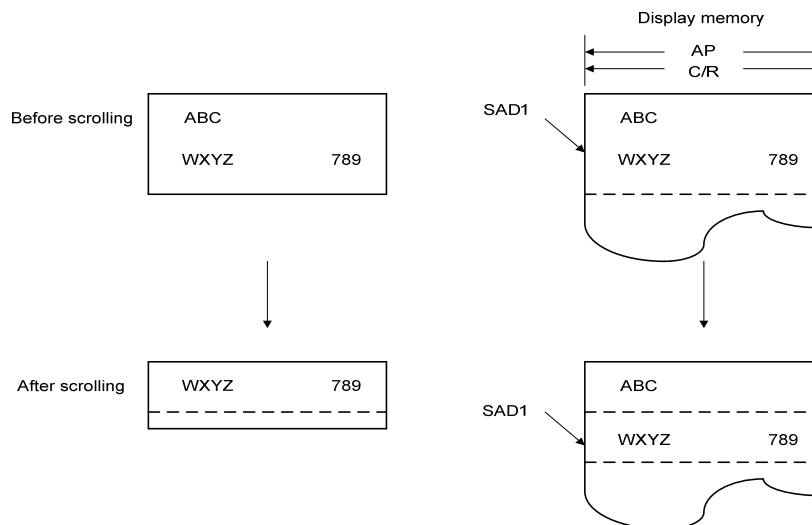 Display memory
AP
C/R
Before scrolling
ABC
WXYZ 789
SAD1
ABC
WXYZ 789
After scrolling
WXYZ 789
SAD1
ABC
WXYZ 789